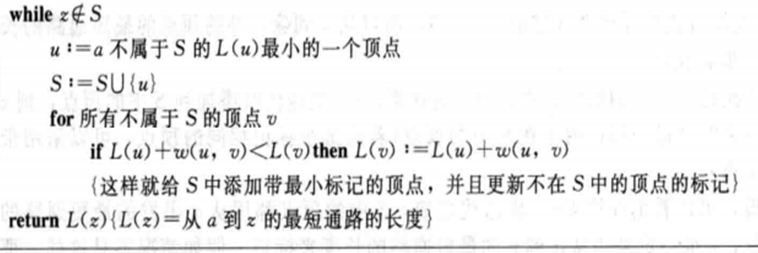 while z∉S
u :=a 不属于 S 的 L(u)最小的一个顶点
S :=S∪{u}
for 所有不属于 S 的顶点 v
if L(u)+w(u, v)<L(v) then L(v) :=L(u)+w(u, v)
{这样就给 S 中添加带最小标记的顶点，并且更新不在 S 中的顶点的标记}
return L(z){L(z)=从 a 到 z 的最短通路的长度}